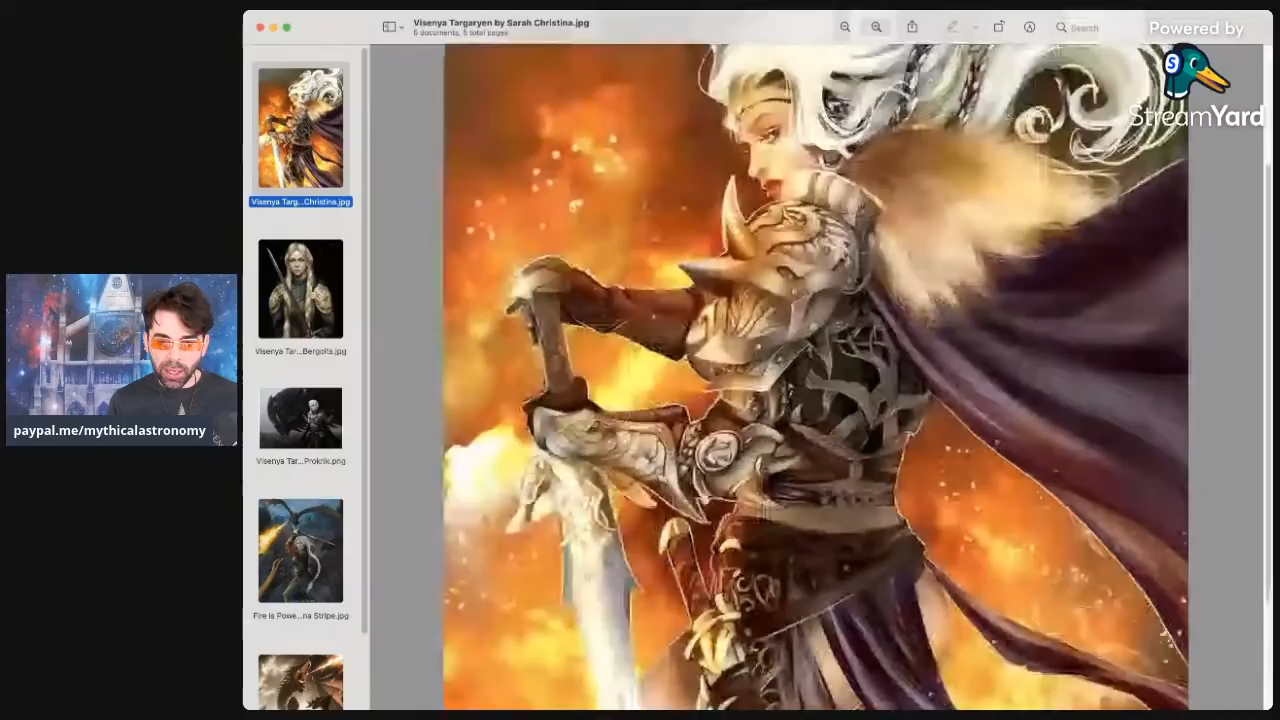 Visenya Targaryen by Sarah Christina.jpg
5 documents, 5 total pages
Search
Powered by
S
StreamYard
Visenya Targ...Christina.jpg
Visenya Tar...Bergolts.jpg
Visenya Tar...Prokrik.png
Fire is Powe...na Stripe.jpg
paypal.me/mythicalastronomy